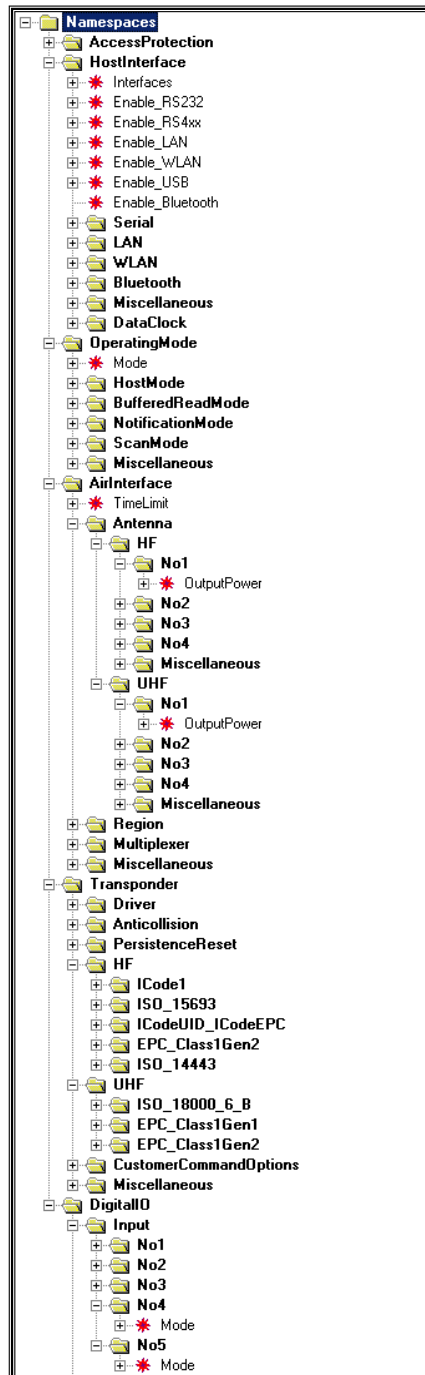 Namespaces
AccessProtection
HostInterface
Interfaces
Enable_RS232
Enable_RS4xx
Enable_LAN
Enable_WLAN
Enable_USB
Enable_Bluetooth
Serial
LAN
WLAN
Bluetooth
Miscellaneous
DataClock
OperatingMode
Mode
HostMode
BufferedReadMode
NotificationMode
ScanMode
Miscellaneous
AirInterface
TimeLimit
Antenna
HF
No1
OutputPower
No2
No3
No4
Miscellaneous
UHF
No1
OutputPower
No2
No3
No4
Miscellaneous
Region
Multiplexer
Miscellaneous
Transponder
Driver
Anticollision
PersistenceReset
HF
ICode1
ISO_15693
ICodeUID_ICodeEPC
EPC_Class1Gen2
ISO_14443
UHF
ISO_18000_6_B
EPC_Class1Gen1
EPC_Class1Gen2
CustomerCommandOptions
Miscellaneous
DigitalIO
Input
No1
No2
No3
No4
Mode
No5
Mode